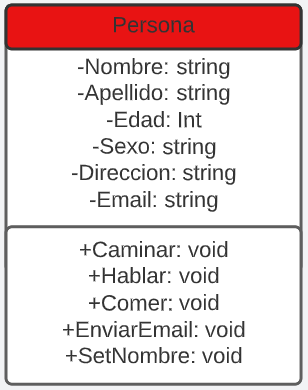 Persona
-Nombre: string
-Apellido: string
-Edad: Int
-Sexo: string
-Direccion: string
-Email: string
+Caminar: void
+Hablar: void
+Comer: void
+EnviarEmail: void
+SetNombre: void